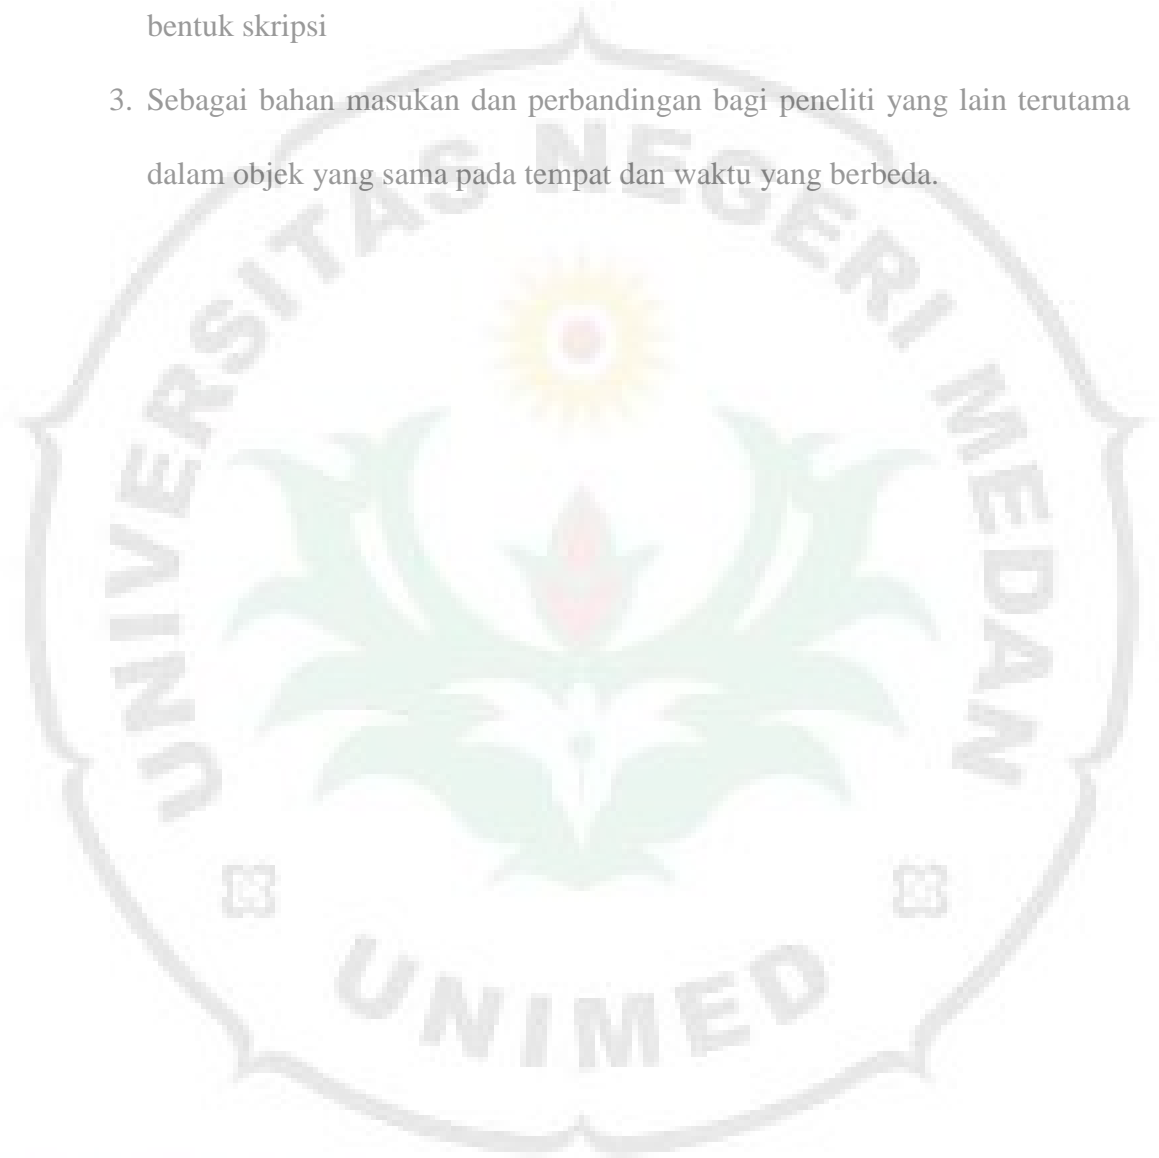 bentuk skripsi
3. Sebagai bahan masukan dan perbandingan bagi peneliti yang lain terutama
dalam objek yang sama pada tempat dan waktu yang berbeda.
UNIVERSITAS NEGERI MEDAN
UNIMED